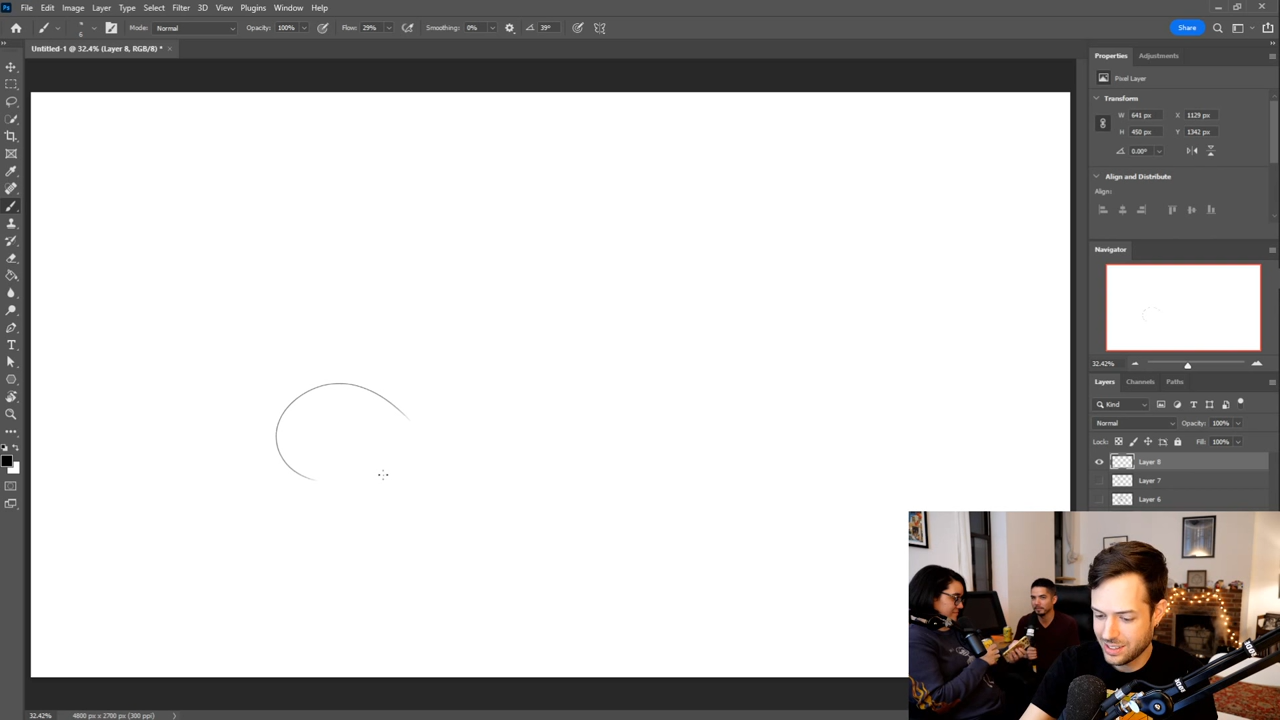 Ps File Edit Image Layer Type Select Filter 3D View Plugins Window Help
6 Mode: Normal Opacity: 100% Flow: 29% Smoothing: 0% 39° Share
Untitled-1 @ 32.4% (Layer 8, RGB/8) * ×
Properties Adjustments
Pixel Layer
Transform
W 641 px X 1129 px
H 450 px Y 1342 px
0.00°
Align and Distribute
Align:
Navigator
32.42%
Layers Channels Paths
Kind
Normal Opacity: 100%
Lock: Fill: 100%
Layer 8
Layer 7
Layer 6
32.42% 4800 px x 2700 px (300 ppi)